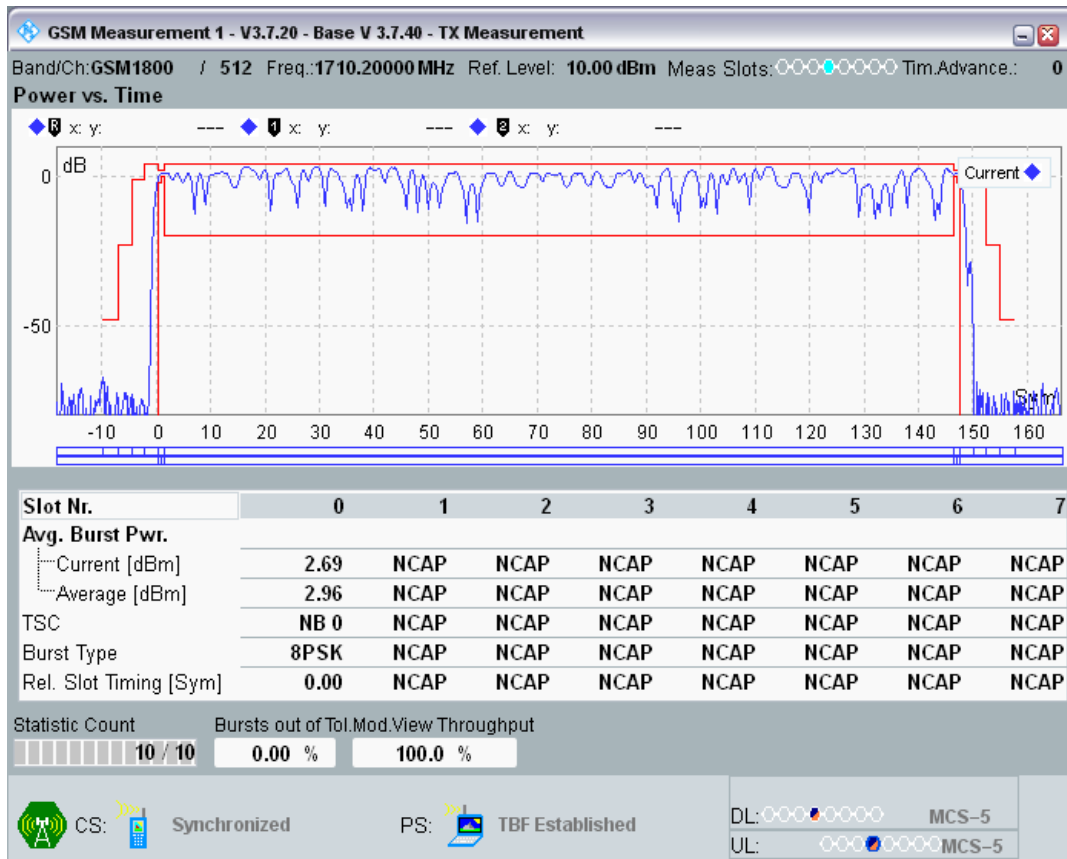 GSM Measurement 1 - V3.7.20 - Base V 3.7.40 - TX Measurement
Band/Ch:GSM1800 / 512 Freq.:1710.20000 MHz Ref. Level: 10.00 dBm Meas Slots: Tim.Advance.: 0
Power vs. Time
R x: y: --- 1 x: y: --- 2 x: y: ---
dB
Current
0
-50
Sym
-10 0 10 20 30 40 50 60 70 80 90 100 110 120 130 140 150 160
Slot Nr. 0 1 2 3 4 5 6 7
Avg. Burst Pwr.
Current [dBm] 2.69 NCAP NCAP NCAP NCAP NCAP NCAP NCAP
Average [dBm] 2.96 NCAP NCAP NCAP NCAP NCAP NCAP NCAP
TSC NB 0 NCAP NCAP NCAP NCAP NCAP NCAP NCAP
Burst Type 8PSK NCAP NCAP NCAP NCAP NCAP NCAP NCAP
Rel. Slot Timing [Sym] 0.00 NCAP NCAP NCAP NCAP NCAP NCAP NCAP
Statistic Count Bursts out of Tol.Mod.View Throughput
10 / 10 0.00 % 100.0 %
CS: Synchronized PS: TBF Established
DL: MCS-5
UL: MCS-5